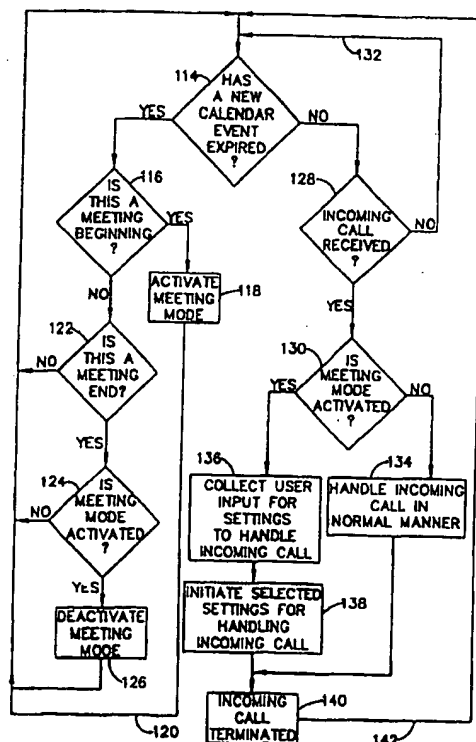 132
114
HAS
A NEW
CALENDAR
EVENT
EXPIRED
?
YES
NO
116
IS
THIS A
MEETING
BEGINNING
?
YES
NO
128
INCOMING
CALL
RECEIVED
?
NO
YES
ACTIVATE
MEETING
MODE
118
122
IS
THIS A
MEETING
END?
NO
YES
130
IS
MEETING
MODE
ACTIVATED
?
YES
NO
124
IS
MEETING
MODE
ACTIVATED
?
NO
YES
136
COLLECT USER
INPUT FOR
SETTINGS
TO HANDLE
INCOMING CALL
134
HANDLE INCOMING
CALL IN
NORMAL MANNER
DEACTIVATE
MEETING
MODE
126
INITIATE SELECTED
SETTINGS FOR
HANDLING
INCOMING CALL
138
120
INCOMING
CALL
TERMINATED
140
142